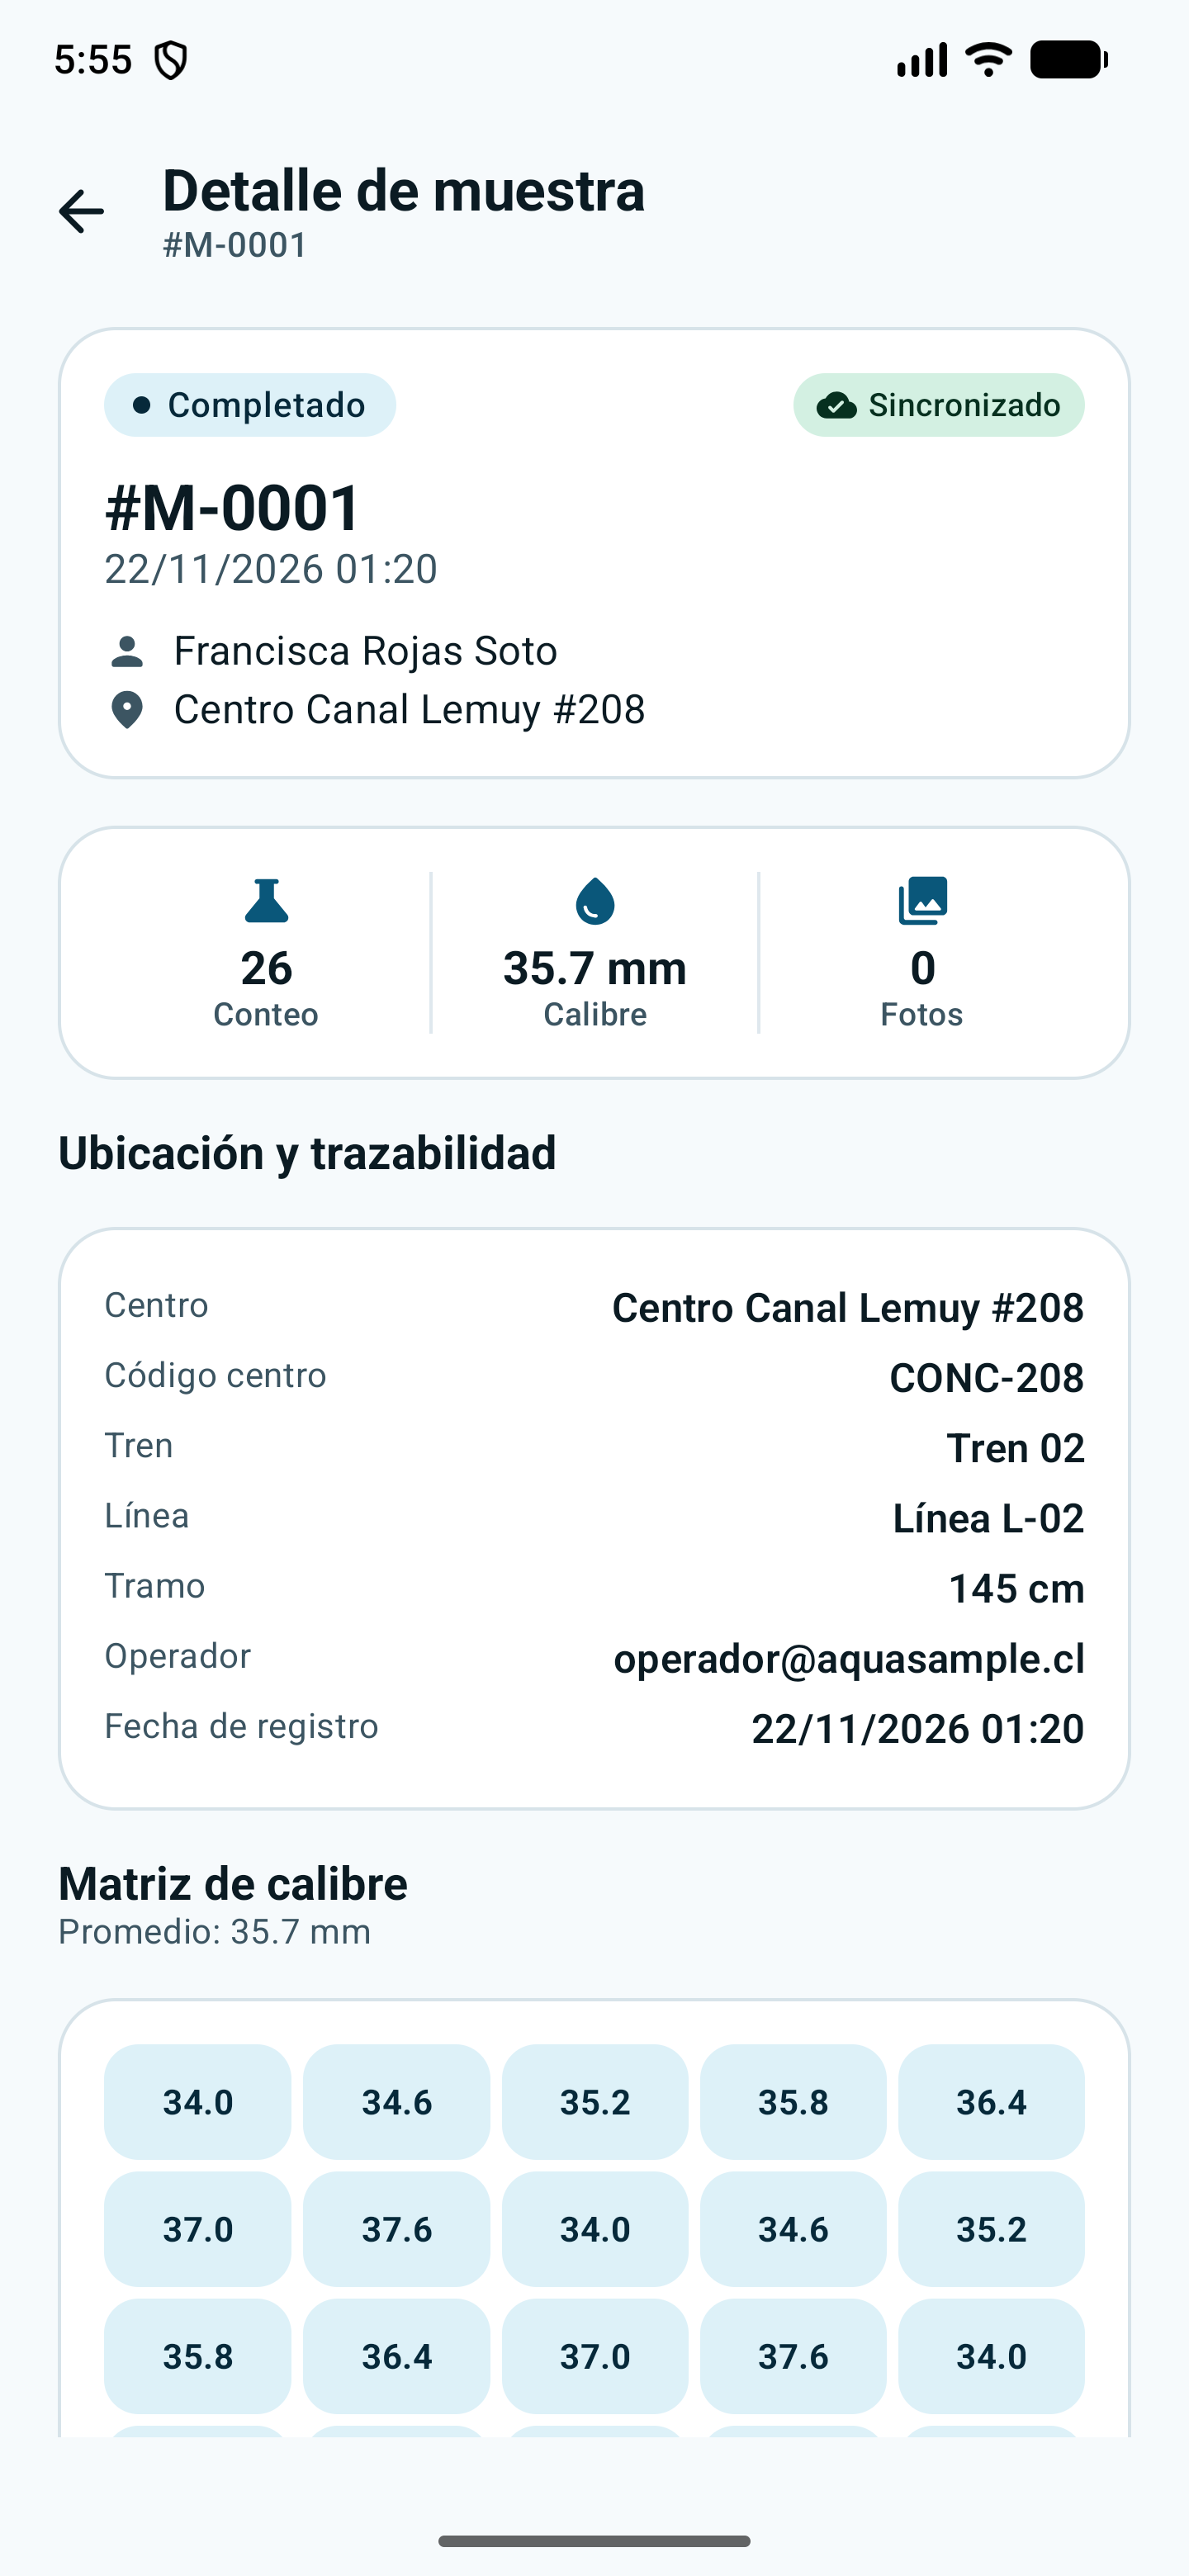 5:55
Detalle de muestra
#M-0001
Completado
Sincronizado
#M-0001
22/11/2026 01:20
Francisca Rojas Soto
Centro Canal Lemuy #208
26
35.7 mm
0
Conteo
Calibre
Fotos
Ubicación y trazabilidad
Centro
Centro Canal Lemuy #208
Código centro
CONC-208
Tren
Tren 02
Línea
Línea L-02
Tramo
145 cm
Operador
operador@aquasample.cl
Fecha de registro
22/11/2026 01:20
Matriz de calibre
Promedio: 35.7 mm
34.0 34.6 35.2 35.8 36.4
37.0 37.6 34.0 34.6 35.2
35.8 36.4 37.0 37.6 34.0